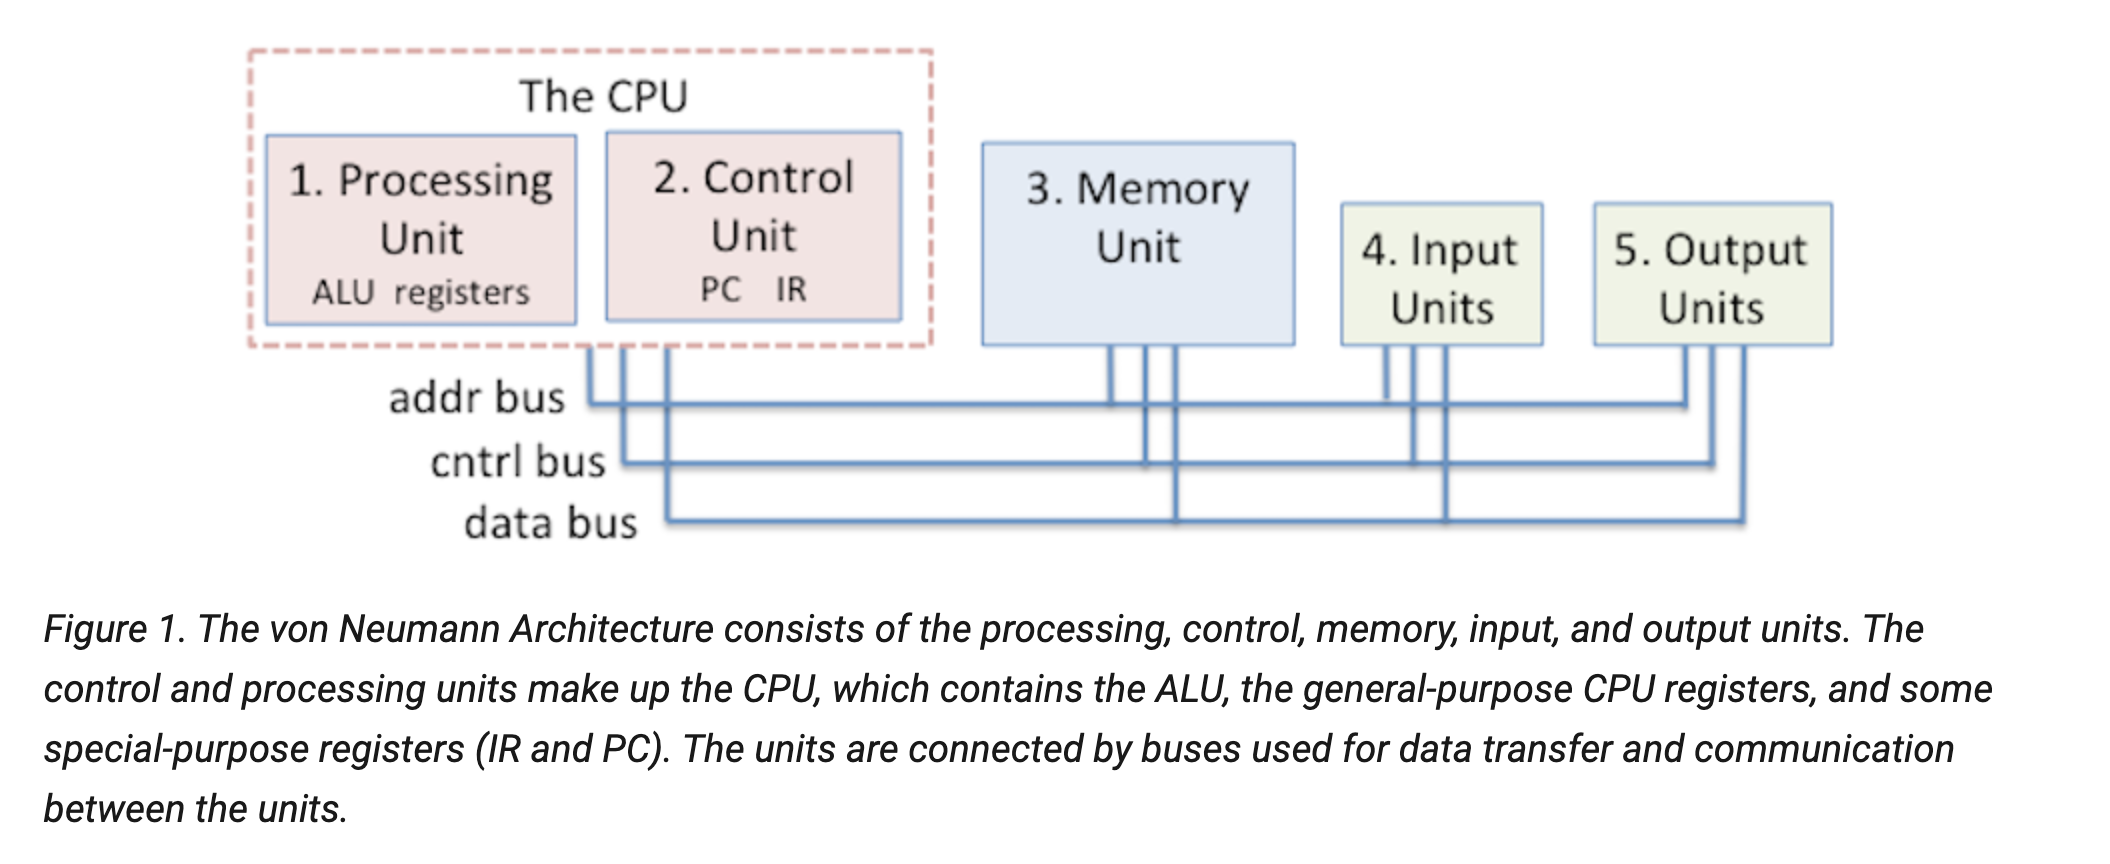 The CPU
1. Processing
Unit
ALU registers
2. Control
Unit
PC IR
3. Memory
Unit
4. Input
Units
5. Output
Units
addr bus
cntrl bus
data bus
Figure 1. The von Neumann Architecture consists of the processing, control, memory, input, and output units. The
control and processing units make up the CPU, which contains the ALU, the general-purpose CPU registers, and some
special-purpose registers (IR and PC). The units are connected by buses used for data transfer and communication
between the units.